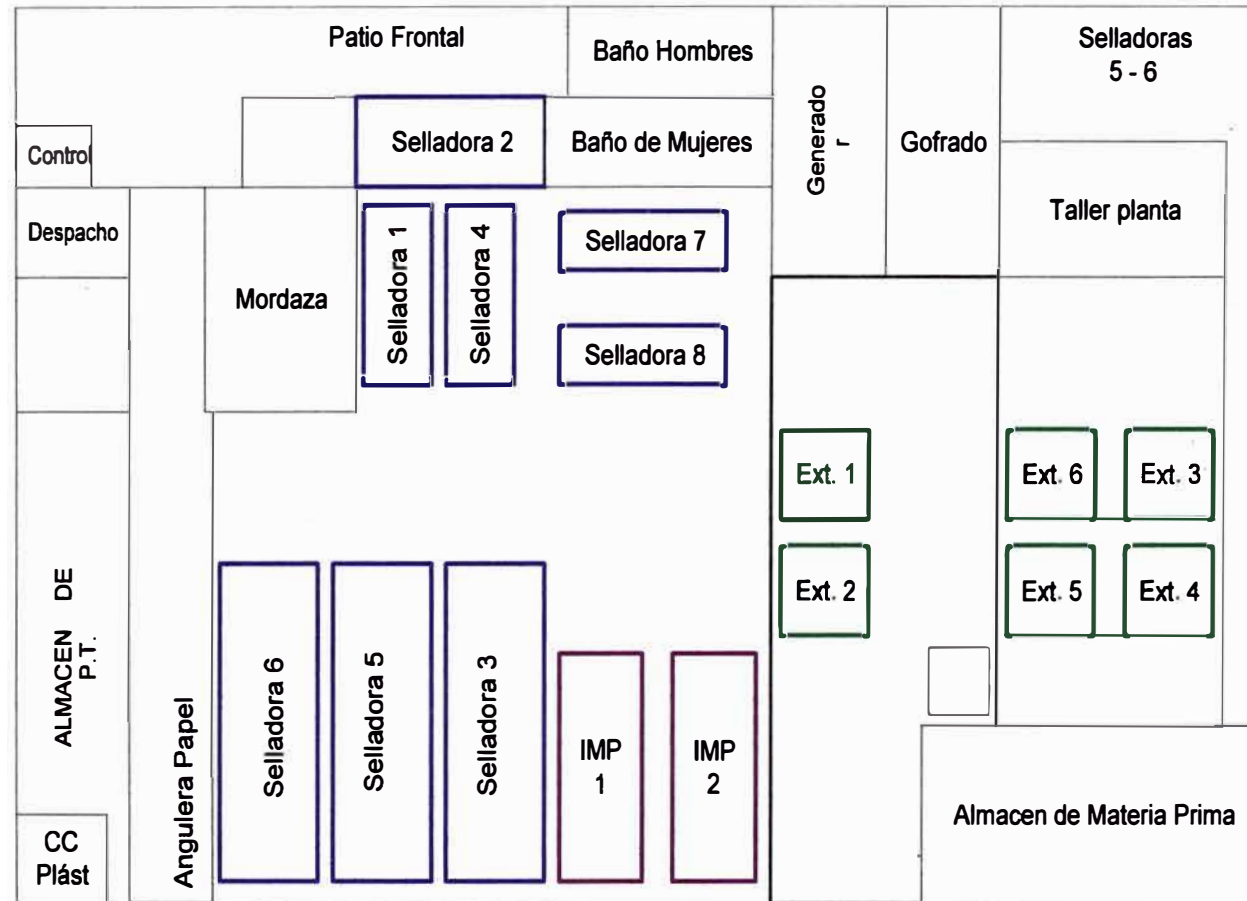 Patio Frontal
Baño Hombres
Generado
r
Gofrado
Selladoras
5 - 6
Control
Selladora 2
Baño de Mujeres
Taller planta
Despacho
Mordaza
Selladora 1
Selladora 4
Selladora 7
Selladora 8
Ext. 1
Ext. 6
Ext. 3
Ext. 2
Ext. 5
Ext. 4
ALMACEN DE
P.T.
Angulera Papel
Selladora 6
Selladora 5
Selladora 3
IMP
1
IMP
2
Almacen de Materia Prima
CC
Plást